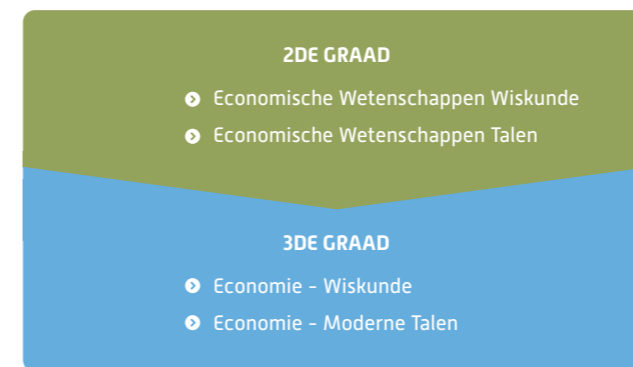 2DE GRAAD
Economische Wetenschappen Wiskunde
Economische Wetenschappen Talen
3DE GRAAD
Economie - Wiskunde
Economie - Moderne Talen